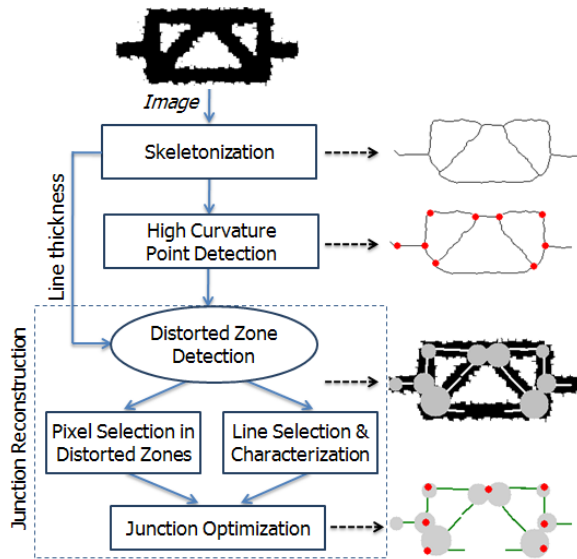 Image
Skeletonization
Line thickness
High Curvature
Point Detection
Distorted Zone
Detection
Junction Reconstruction
Pixel Selection in
Distorted Zones
Line Selection &
Characterization
Junction Optimization